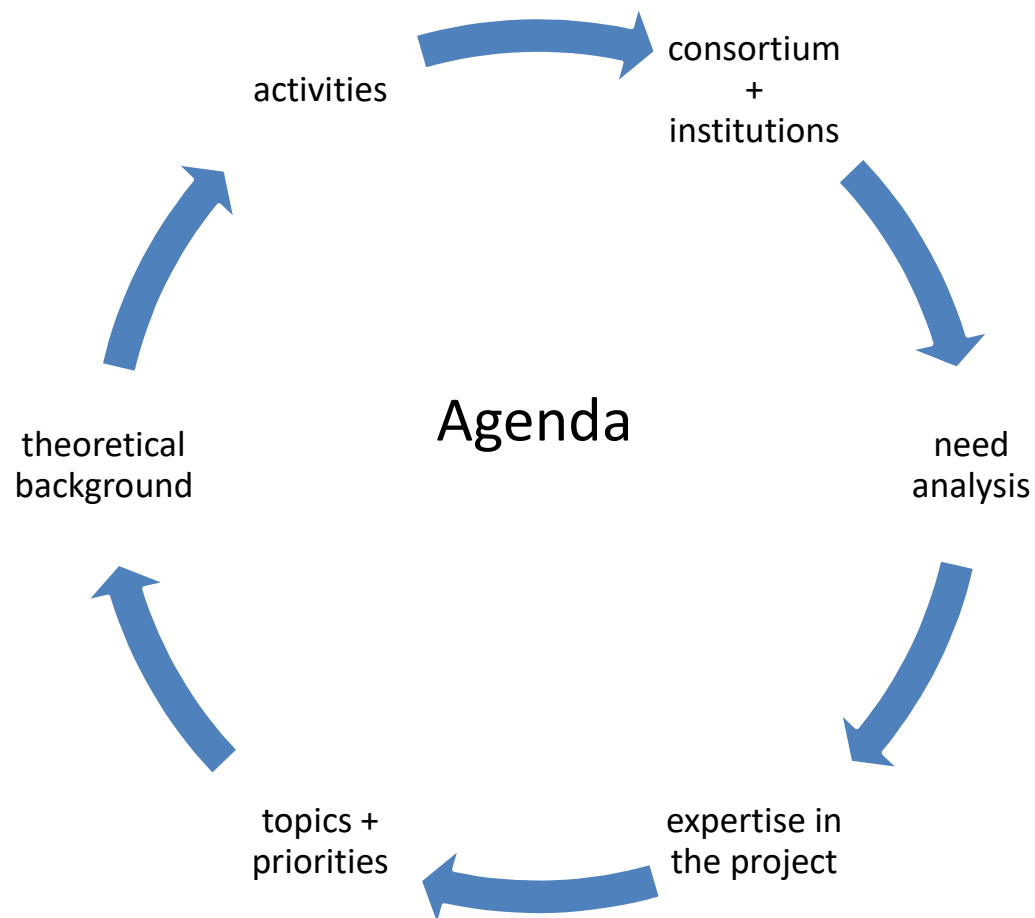 consortium
+
institutions
need
analysis
expertise in
the project
topics +
priorities
theoretical
background
activities
Agenda